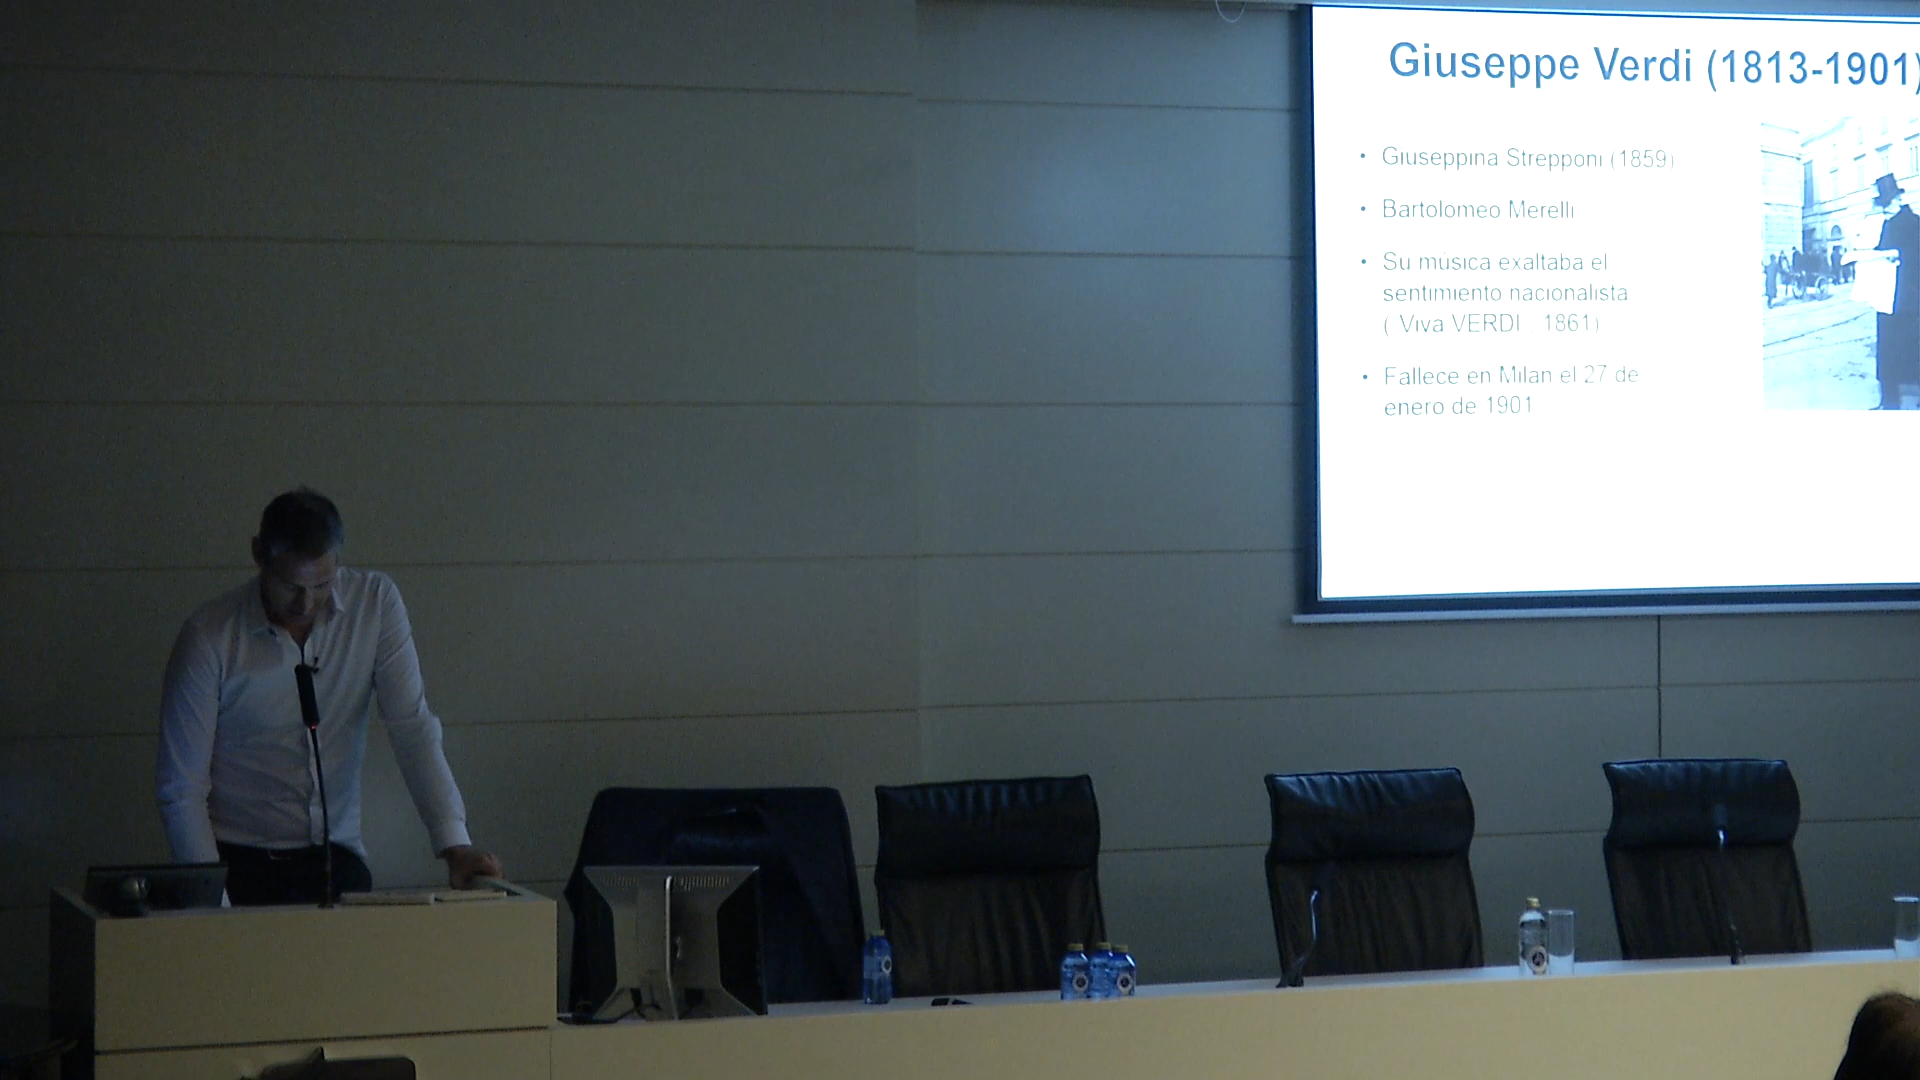 Giuseppe Verdi (1813-1901)
• Giuseppina Strepponi (1859)
• Bartolomeo Merelli
• Su música exaltaba el
sentimiento nacionalista
( Viva VERDI . 1861)
• Fallece en Milan el 27 de
enero de 1901